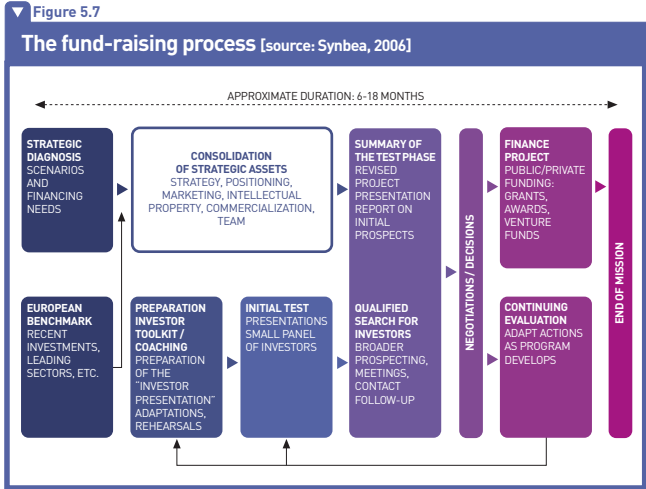 Figure 5.7
The fund-raising process [source: Synbea, 2006]
APPROXIMATE DURATION: 6-18 MONTHS
STRATEGIC
DIAGNOSIS
SCENARIOS
AND
FINANCING
NEEDS
CONSOLIDATION
OF STRATEGIC ASSETS
STRATEGY, POSITIONING,
MARKETING, INTELLECTUAL
PROPERTY, COMMERCIALIZATION,
TEAM
SUMMARY OF
THE TEST PHASE
REVISED
PROJECT
PRESENTATION
REPORT ON
INITIAL
PROSPECTS
NEGOTIATIONS / DECISIONS
FINANCE
PROJECT
PUBLIC/PRIVATE
FUNDING:
GRANTS,
AWARDS,
VENTURE
FUNDS
END OF MISSION
EUROPEAN
BENCHMARK
RECENT
INVESTMENTS,
LEADING
SECTORS, ETC.
PREPARATION
INVESTOR
TOOLKIT /
COACHING
PREPARATION
OF THE
“INVESTOR
PRESENTATION”
ADAPTATIONS,
REHEARSALS
INITIAL TEST
PRESENTATIONS
SMALL PANEL
OF INVESTORS
QUALIFIED
SEARCH FOR
INVESTORS
BROADER
PROSPECTING,
MEETINGS,
CONTACT
FOLLOW-UP
CONTINUING
EVALUATION
ADAPT ACTIONS
AS PROGRAM
DEVELOPS